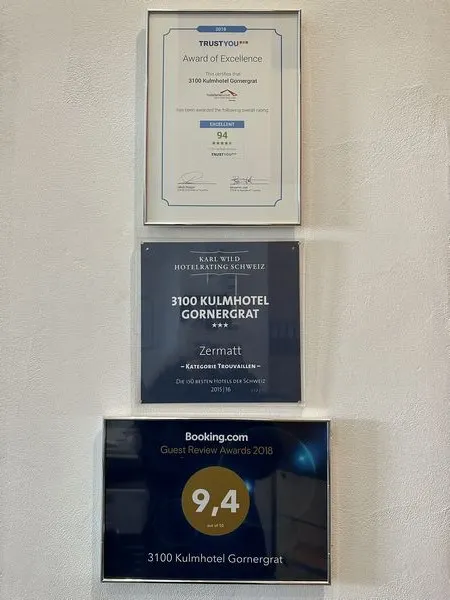 2018
TRUSTYOU
Award of Excellence
This certifies that
3100 Kulmhotel Gornergrat
has been awarded the following overall rating:
EXCELLENT
94
TRUSTYOU
KARL WILD
HOTELRATING SCHWEIZ
3100 KULMHOTEL
GORNERGRAT
★★★
Zermatt
– KATEGORIE TROUVAILLEN –
DIE 150 BESTEN HOTELS DER SCHWEIZ
2015 | 16
Booking.com
Guest Review Awards 2018
9,4
out of 10
3100 Kulmhotel Gornergrat